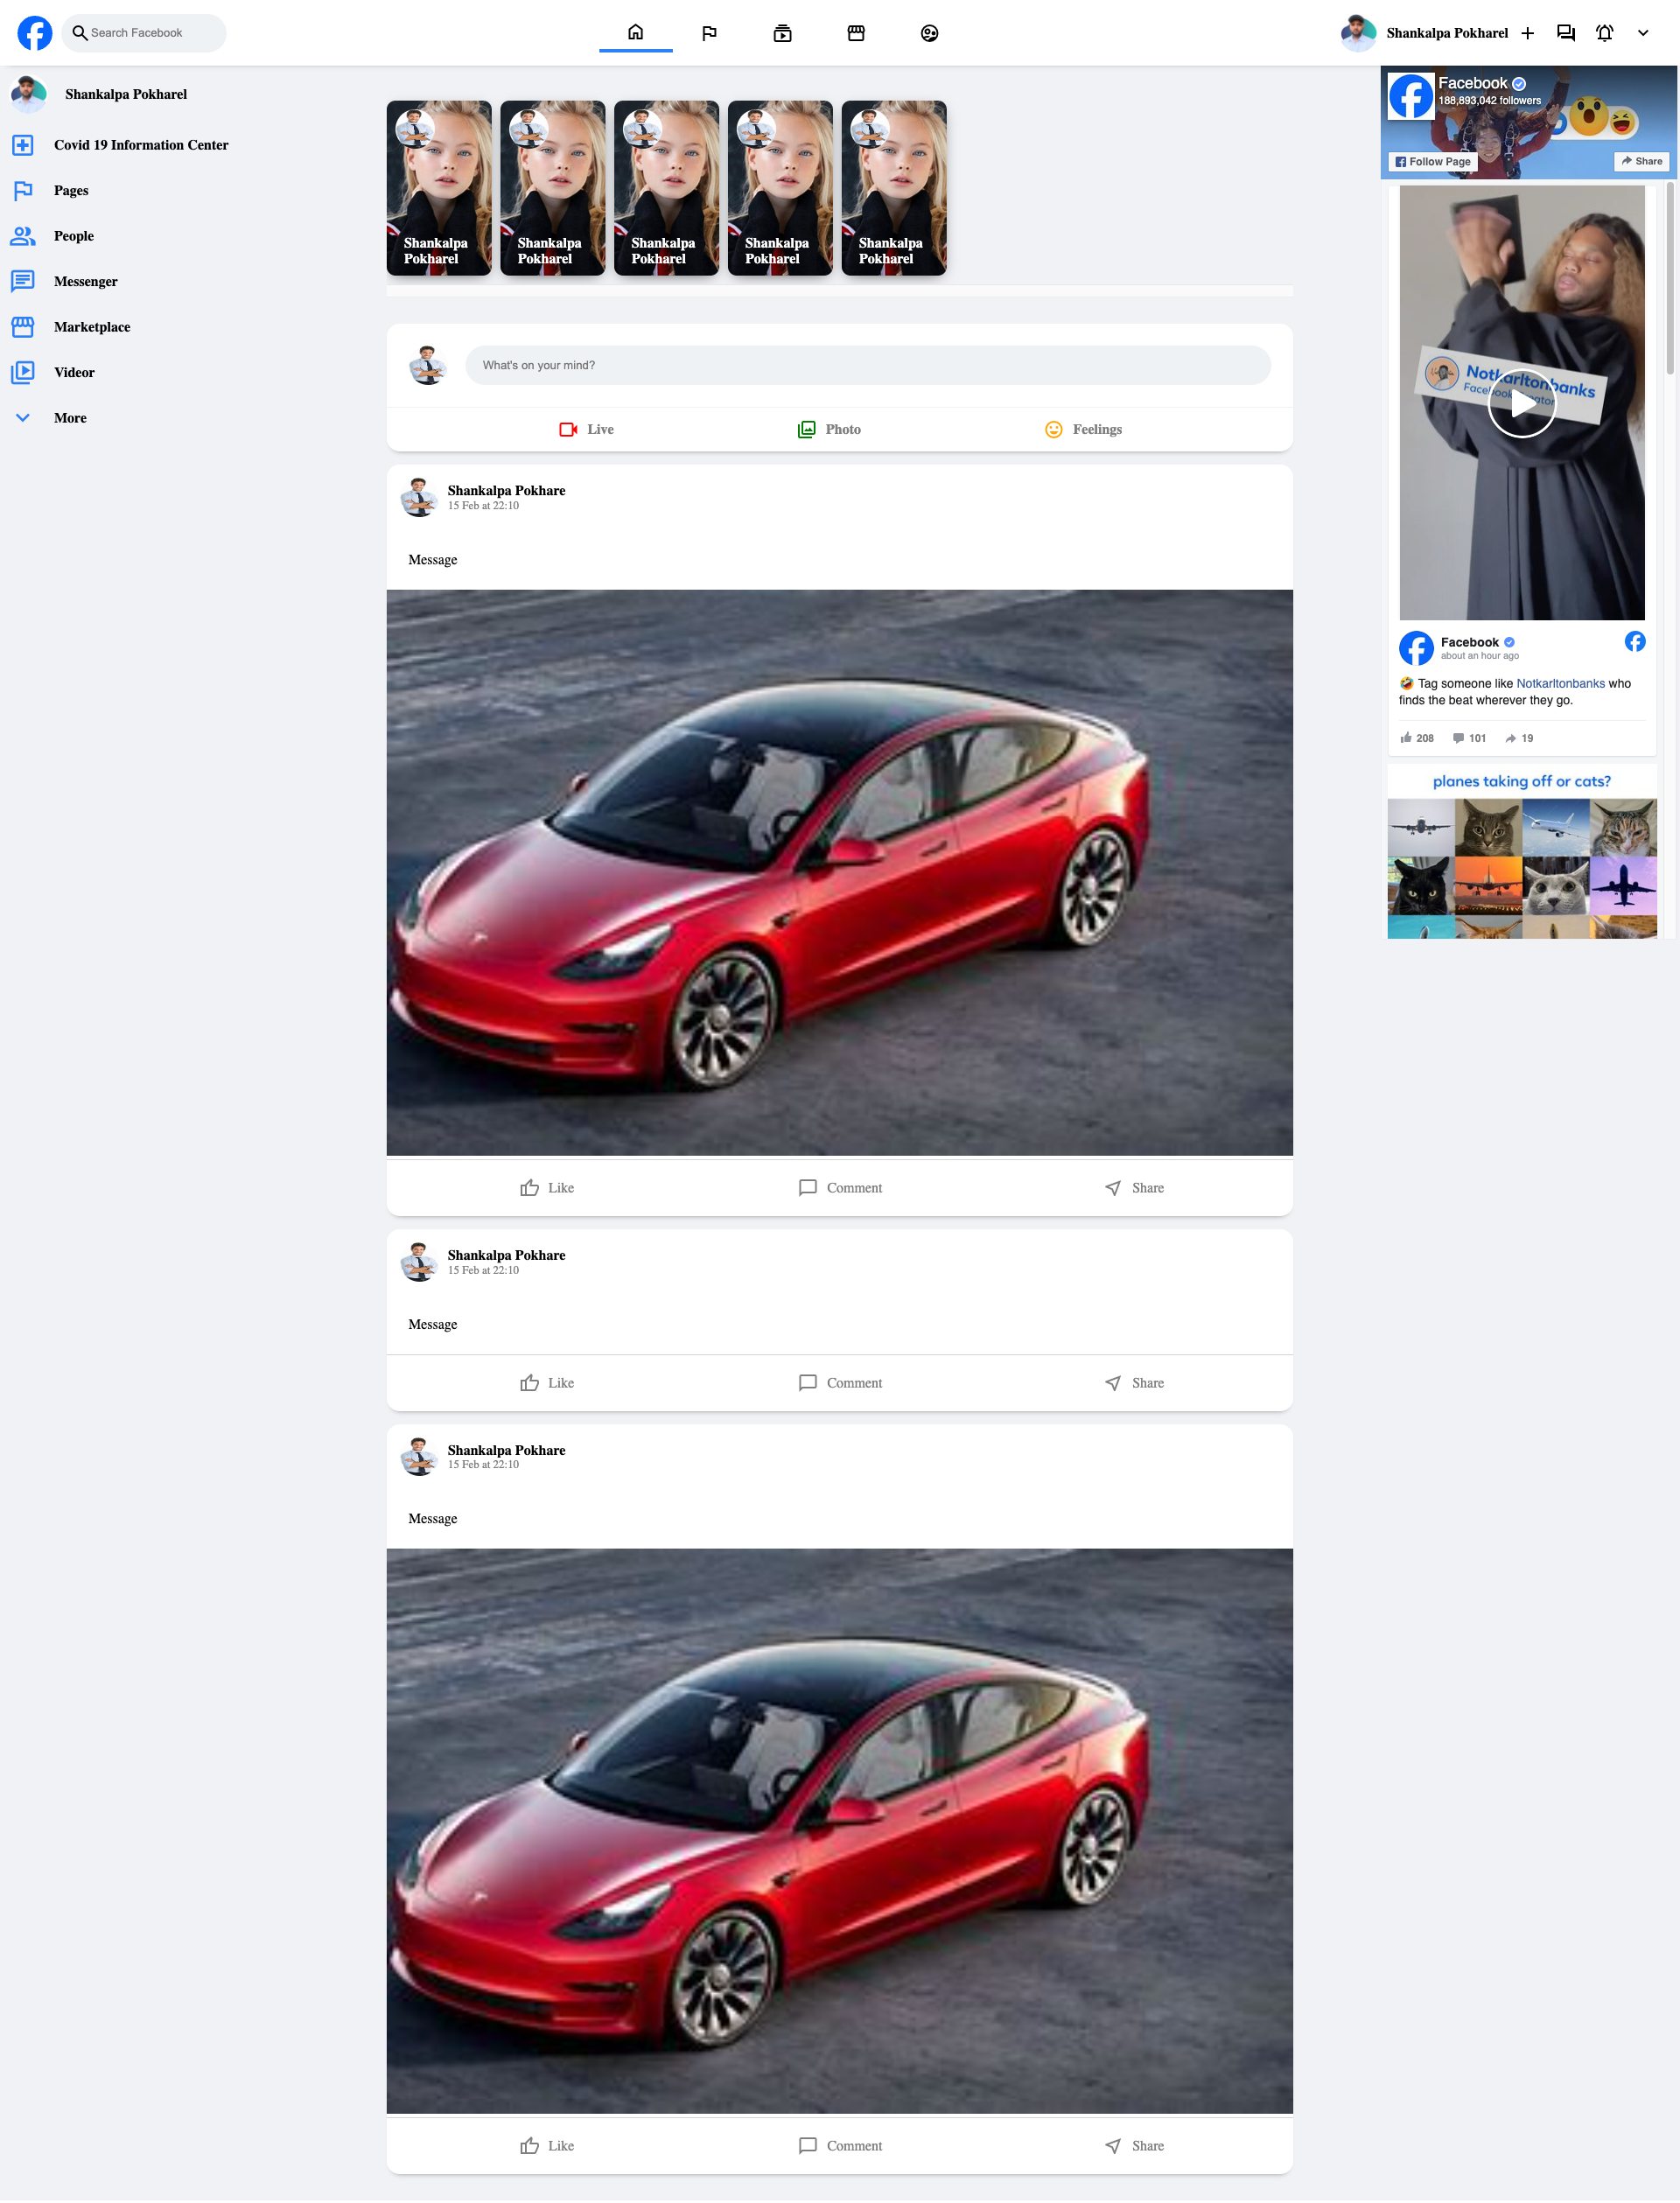 Search Facebook
Shankalpa Pokharel
Shankalpa Pokharel
Covid 19 Information Center
Pages
People
Messenger
Marketplace
Videor
More
Shankalpa
Pokharel
Shankalpa
Pokharel
Shankalpa
Pokharel
Shankalpa
Pokharel
Shankalpa
Pokharel
What's on your mind?
Live
Photo
Feelings
Shankalpa Pokhare
15 Feb at 22:10
Message
Like
Comment
Share
Shankalpa Pokhare
15 Feb at 22:10
Message
Like
Comment
Share
Shankalpa Pokhare
15 Feb at 22:10
Message
Like
Comment
Share
Facebook
188,893,042 followers
Follow Page
Share
Notkarltonbanks
Facebook
Facebook
about an hour ago
🤣 Tag someone like Notkarltonbanks who
finds the beat wherever they go.
208
101
19
planes taking off or cats?